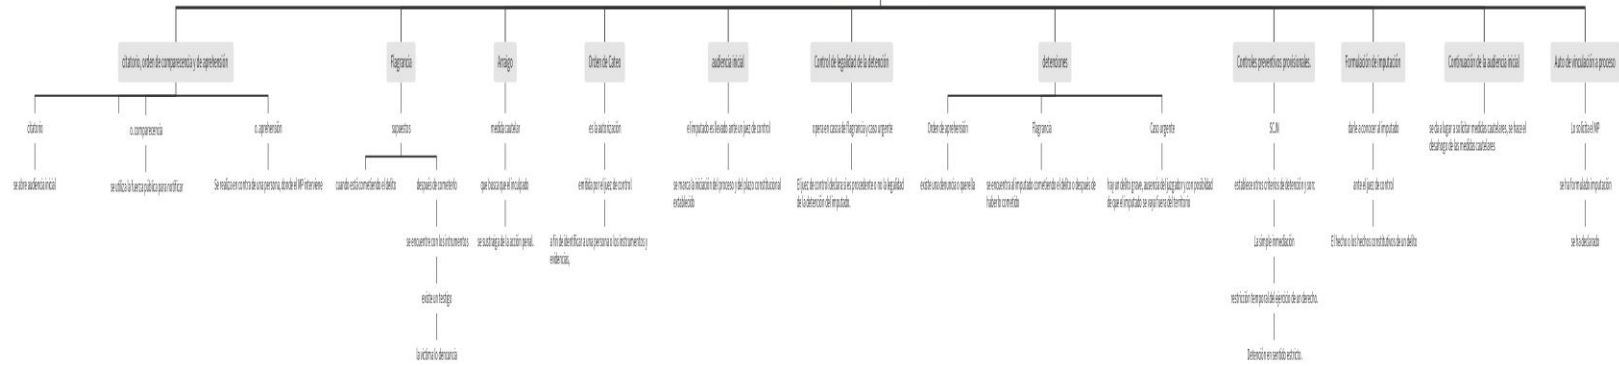 citatorio, orden de comparecencia y de aprehensión
Flagrancia
Arraigo
Orden de Cateo
audiencia inicial
Control de legalidad de la detención
detenciones
Controles preventivos provisionales.
Formulación de imputación
Continuación de la audiencia inicial
Auto de vinculación a proceso
citatorio
o. comparecencia
o. aprehensión
supuestos
medida cautelar
es la autorización
el imputado es llevado ante un juez de control
opera en casos de flagrancia y caso urgente
Orden de aprehensión
Flagrancia
Caso urgente
SCJN
darle a conocer al imputado
se da a lugar a solicitar medidas cautelares, se hace el
desahogo de las medidas cautelares
Lo solicita el MP
se abre audiencia inicial
se utiliza la fuerza pública para notificar
Se realiza en contra de una persona, donde el MP interviene
cuando está cometiendo el delito
después de cometerlo
que busca que el inculpado
emitida por el juez de control
se marca la iniciación del proceso y del plazo constitucional
establecido
El juez de control declara si es procedente o no la legalidad
de la detención del imputado.
existe una denuncia o querella
se encuentra al imputado cometiendo el delito o después de
haberlo cometido
hay un delito grave, ausencia del juzgador y con posibilidad
de que el imputado se vaya fuera del territorio
establece otros criterios de detención y son:
ante el juez de control
se ha formulado imputación
se encuentre con los intrumentos
se sustraiga de la acción penal.
a fin de identificar a una persona o los instrumentos y
evidencias,
La simple inmediación
El hecho o los hechos constitutivos de un delito
se ha declarado
existe un testigo
restricción temporal del ejercicio de un derecho.
la víctima lo denuncia
Detención en sentido estricto.